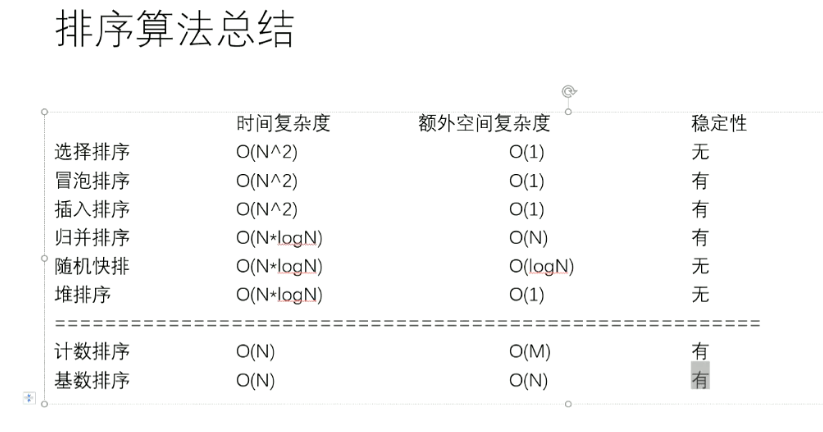 排序算法总结
时间复杂度 额外空间复杂度 稳定性
选择排序 O(N^2) O(1) 无
冒泡排序 O(N^2) O(1) 有
插入排序 O(N^2) O(1) 有
归并排序 O(N*logN) O(N) 有
随机快排 O(N*logN) O(logN) 无
堆排序 O(N*logN) O(1) 无
==================================================================
计数排序 O(N) O(M) 有
基数排序 O(N) O(N) 有